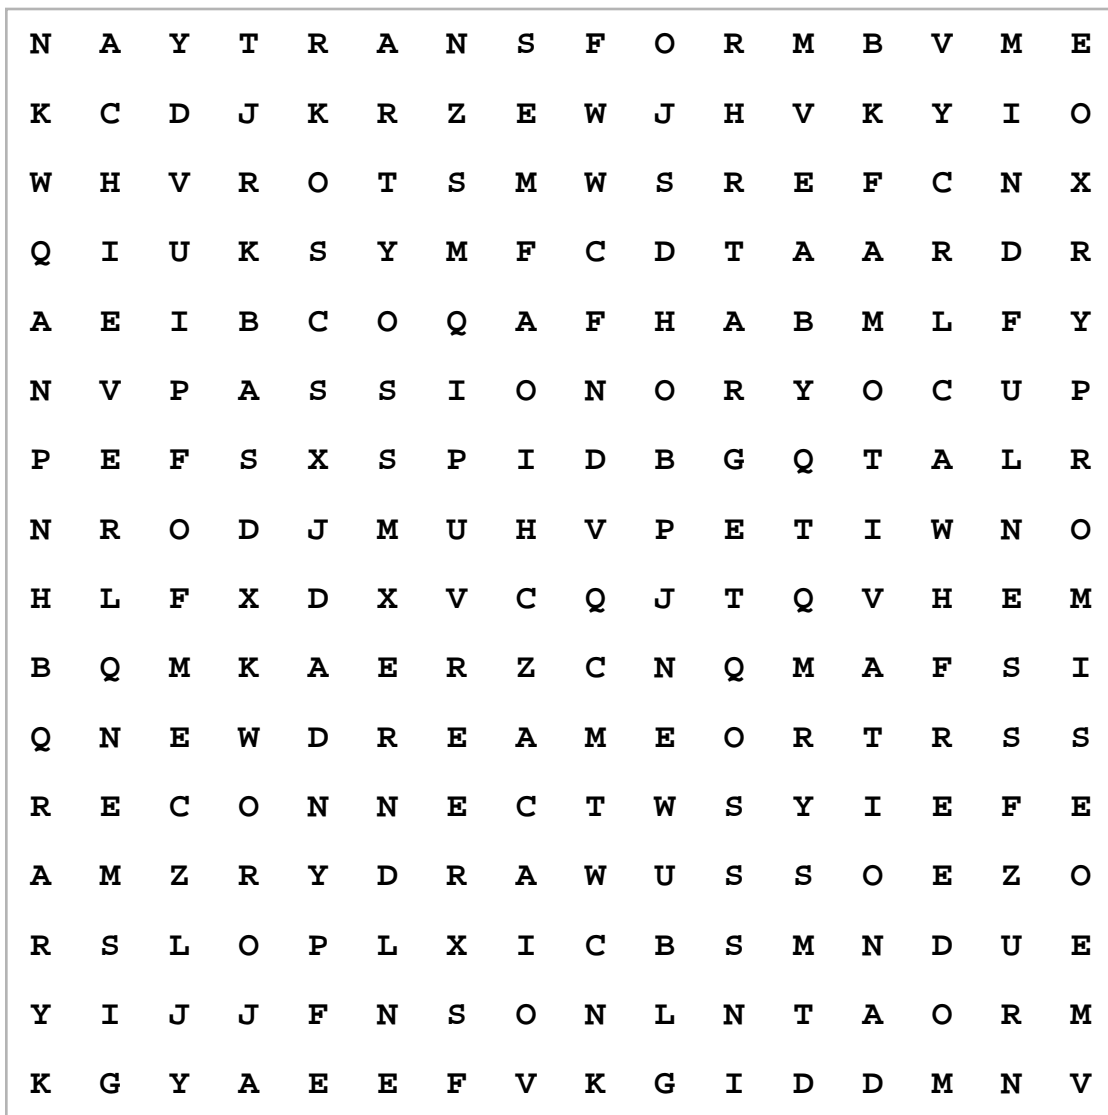 N A Y T R A N S F O R M B V M E
K C D J K R Z E W J H V K Y I O
W H V R O T S M W S R E F C N X
Q I U K S Y M F C D T A A R D R
A E I B C O Q A F H A B M L F Y
N V P A S S I O N O R Y O C U P
P E F S X S P I D B G Q T A L R
N R O D J M U H V P E T I W N O
H L F X D X V C Q J T Q V H E M
B Q M K A E R Z C N Q M A F S I
Q N E W D R E A M E O R T R S S
R E C O N N E C T W S Y I E F E
A M Z R Y D R A W U S S O E Z O
R S L O P L X I C B S M N D U E
Y I J J F N S O N L N T A O R M
K G Y A E E F V K G I D D M N V